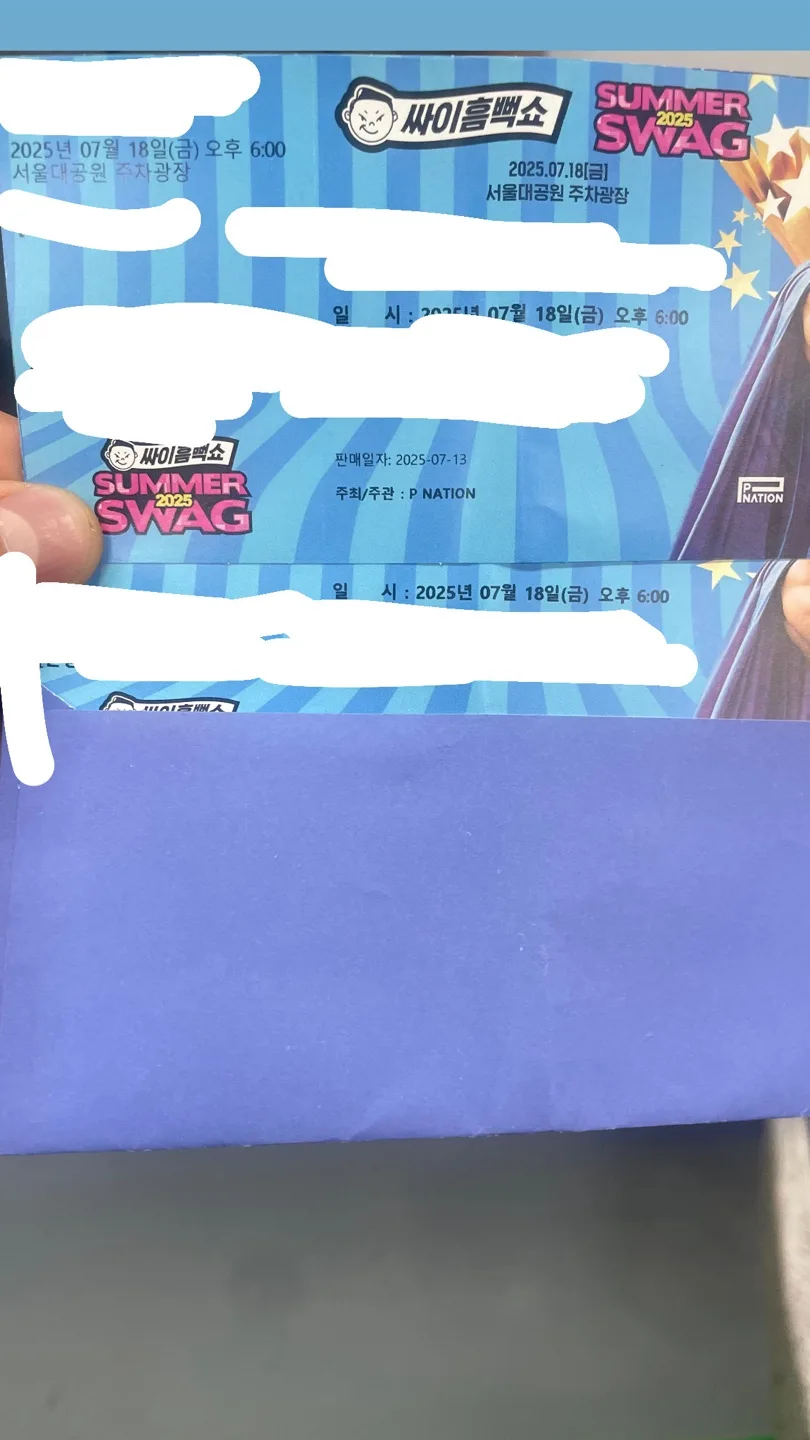 2025년 07월 18일(금) 오후 6:00
서울대공원 주차광장
싸이흠뻑쇼
SUMMER
2025
SWAG
2025.07.18[금]
서울대공원 주차광장
일 시 : 2025년 07월 18일(금) 오후 6:00
싸이흠뻑쇼
SUMMER
2025
SWAG
판매일자: 2025-07-13
주최/주관 : P NATION
P NATION
일 시 : 2025년 07월 18일(금) 오후 6:00
싸이흠뻑쇼